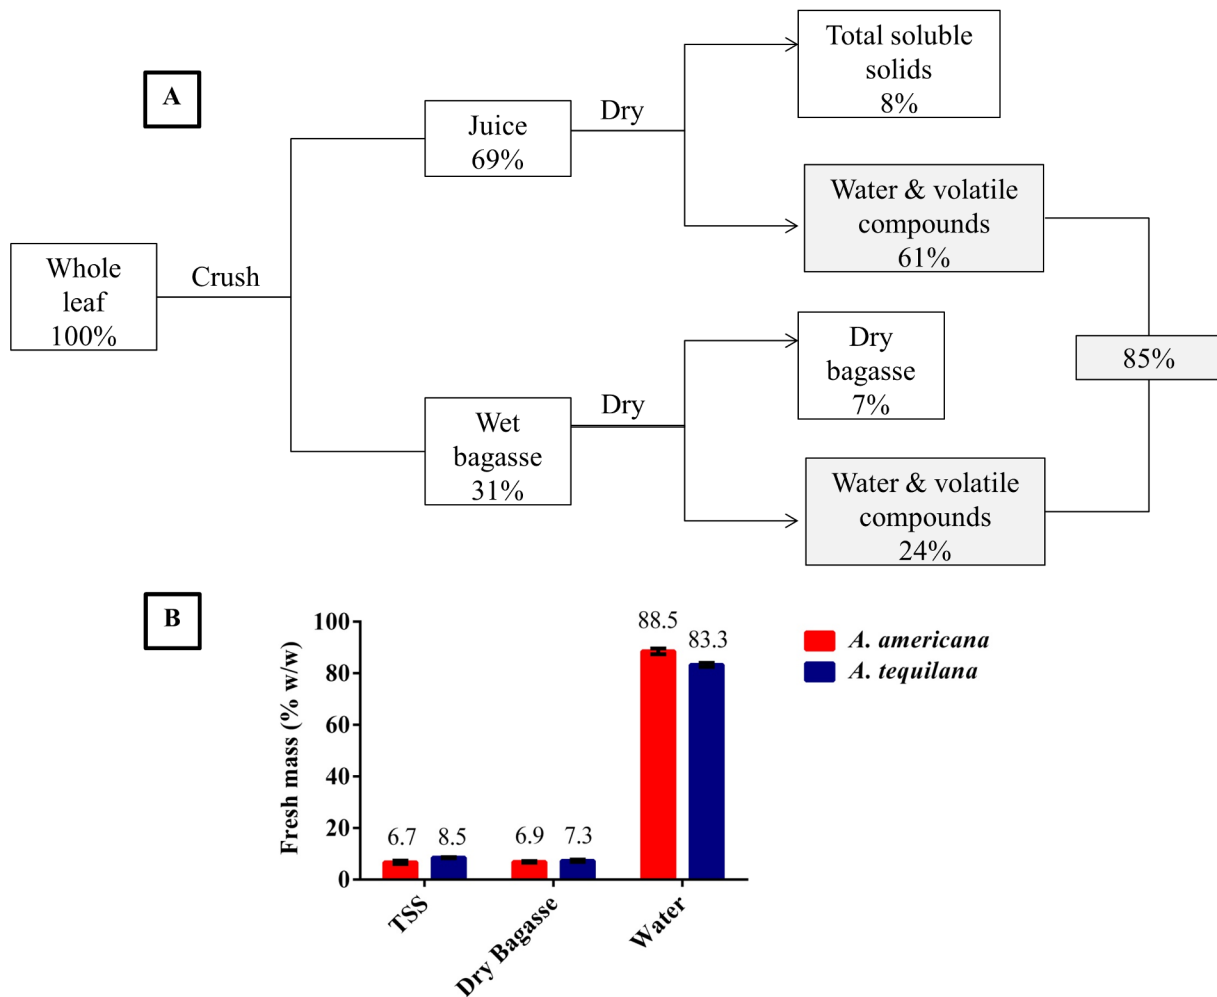 A
Whole
leaf
100%
Crush
Juice
69%
Dry
Total soluble
solids
8%
Water & volatile
compounds
61%
Wet
bagasse
31%
Dry
Dry
bagasse
7%
Water & volatile
compounds
24%
85%
B
Fresh mass (% w/w)
100
80
60
40
20
0
6.7
8.5
6.9
7.3
88.5
83.3
TSS
Dry Bagasse
Water
A. americana
A. tequilana